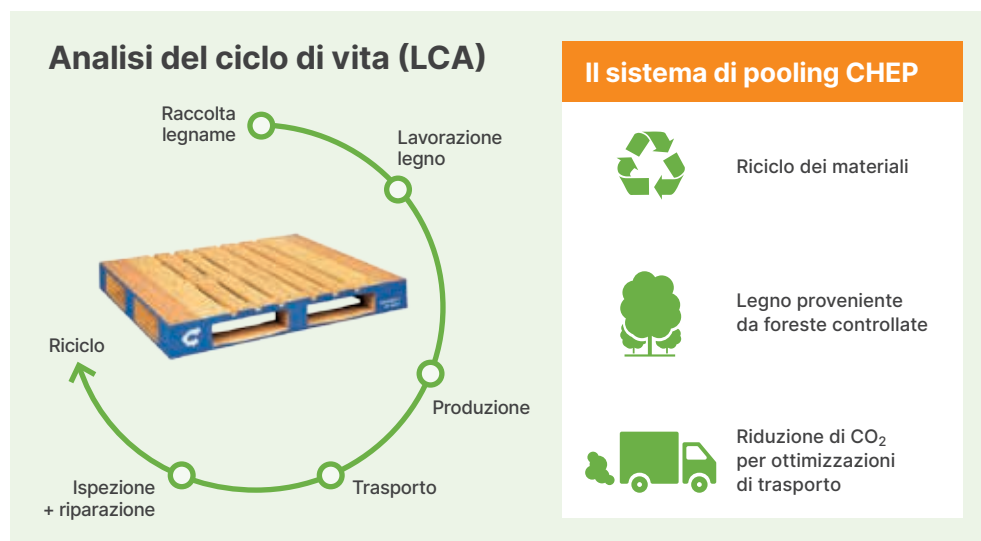 Analisi del ciclo di vita (LCA)
Raccolta
legname
Lavorazione
legno
Produzione
Trasporto
Ispezione
+ riparazione
Riciclo
Il sistema di pooling CHEP
Riciclo dei materiali
Legno proveniente
da foreste controllate
Riduzione di CO₂
per ottimizzazioni
di trasporto